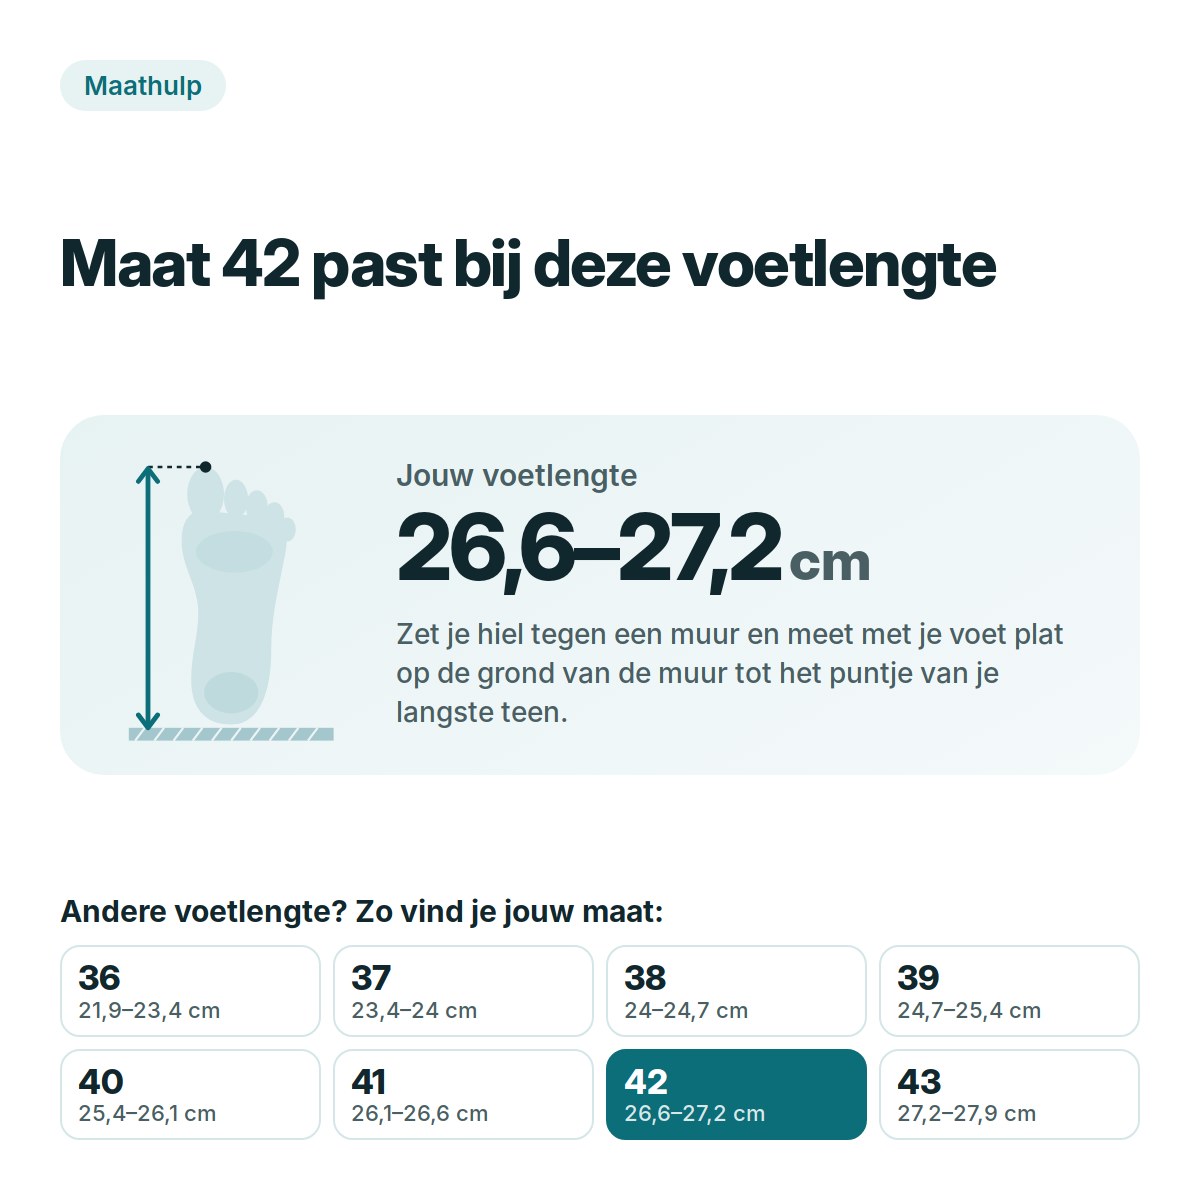 Maathulp
Maat 42 past bij deze voetlengte
Jouw voetlengte
26,6–27,2 cm
Zet je hiel tegen een muur en meet met je voet plat
op de grond van de muur tot het puntje van je
langste teen.
Andere voetlengte? Zo vind je jouw maat:
36
21,9–23,4 cm
37
23,4–24 cm
38
24–24,7 cm
39
24,7–25,4 cm
40
25,4–26,1 cm
41
26,1–26,6 cm
42
26,6–27,2 cm
43
27,2–27,9 cm